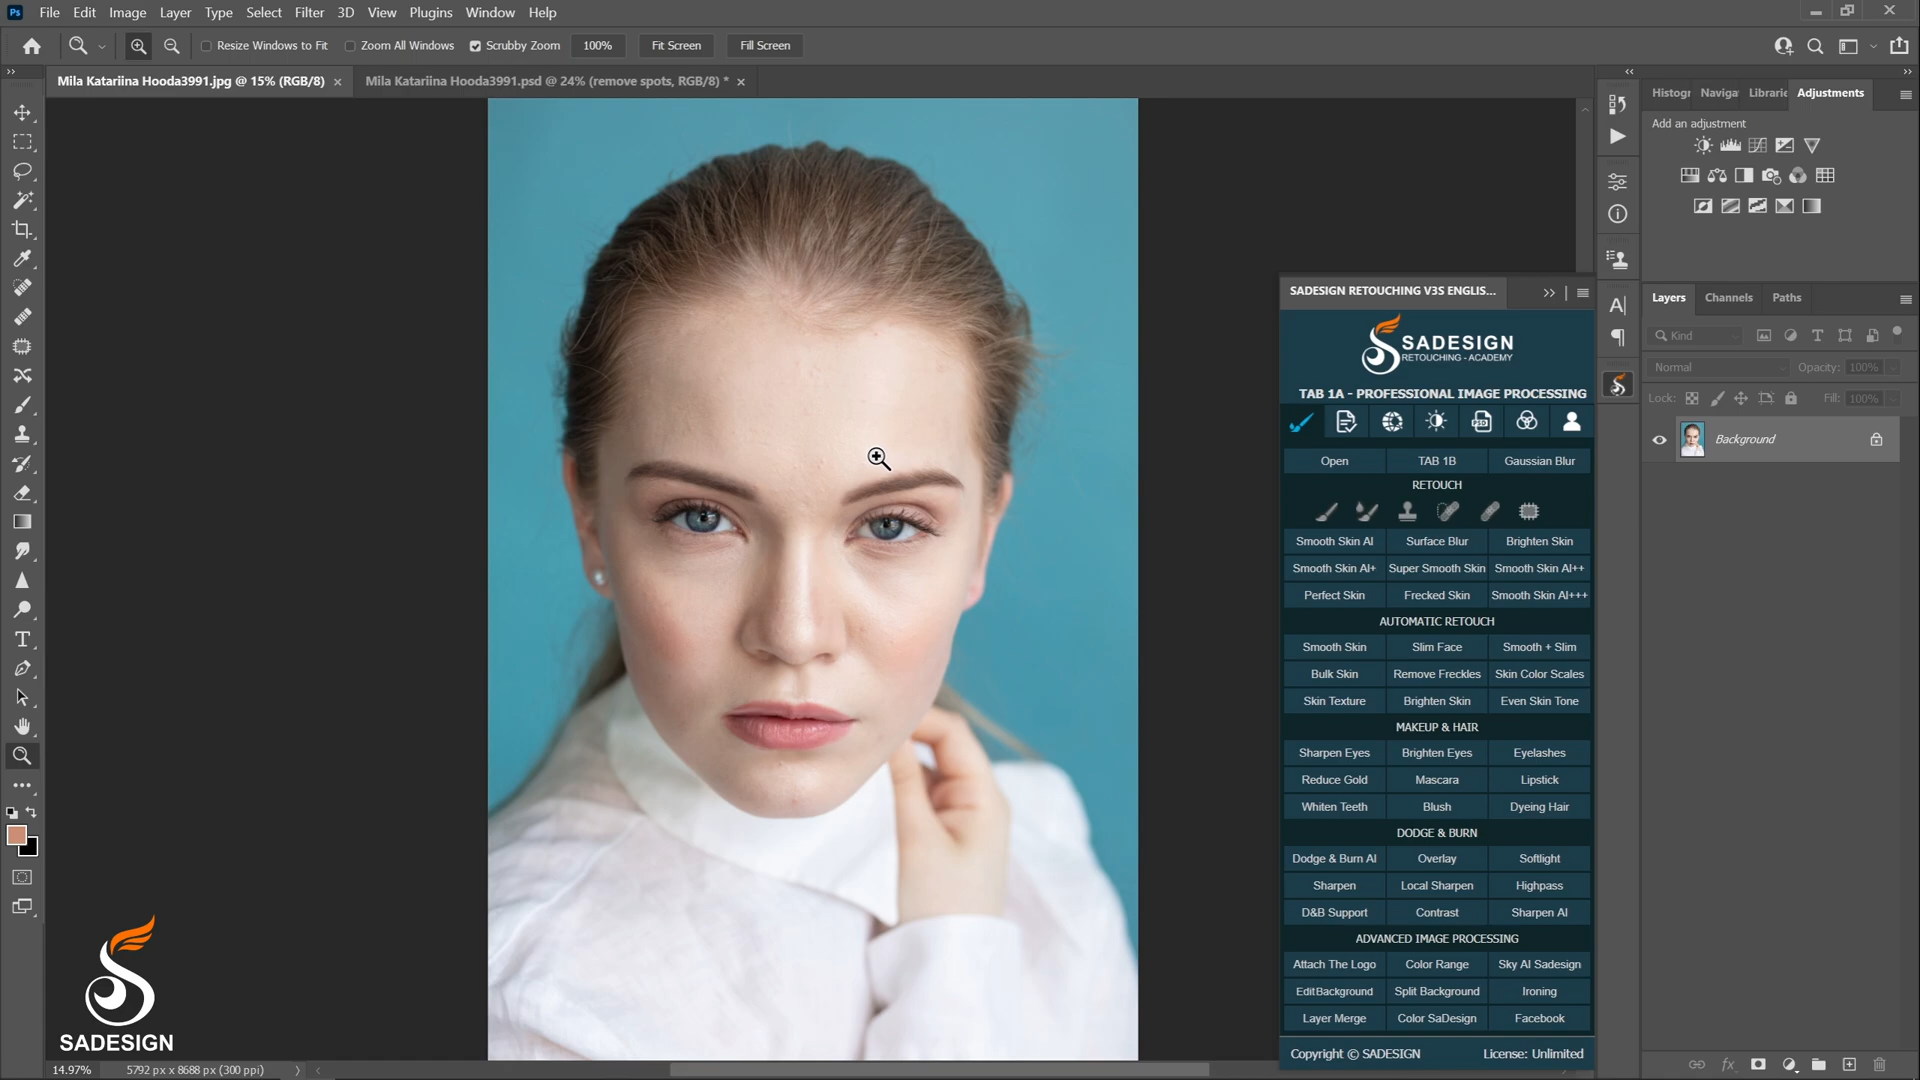 Ps File Edit Image Layer Type Select Filter 3D View Plugins Window Help
Resize Windows to Fit Zoom All Windows Scrubby Zoom 100% Fit Screen Fill Screen
Mila Katariina Hooda3991.jpg @ 15% (RGB/8) × Mila Katariina Hooda3991.psd @ 24% (remove spots, RGB/8) * ×
Histogr Naviga Librarie Adjustments
Add an adjustment
SADESIGN RETOUCHING V3S ENGLIS...
Layers Channels Paths
Kind
Normal Opacity: 100%
Lock: Fill: 100%
Background
SADESIGN
RETOUCHING - ACADEMY
TAB 1A - PROFESSIONAL IMAGE PROCESSING
Open TAB 1B Gaussian Blur
RETOUCH
Smooth Skin AI Surface Blur Brighten Skin
Smooth Skin AI+ Super Smooth Skin Smooth Skin AI++
Perfect Skin Frecked Skin Smooth Skin AI+++
AUTOMATIC RETOUCH
Smooth Skin Slim Face Smooth + Slim
Bulk Skin Remove Freckles Skin Color Scales
Skin Texture Brighten Skin Even Skin Tone
MAKEUP & HAIR
Sharpen Eyes Brighten Eyes Eyelashes
Reduce Gold Mascara Lipstick
Whiten Teeth Blush Dyeing Hair
DODGE & BURN
Dodge & Burn AI Overlay Softlight
Sharpen Local Sharpen Highpass
D&B Support Contrast Sharpen AI
ADVANCED IMAGE PROCESSING
Attach The Logo Color Range Sky AI Sadesign
EditBackground Split Background Ironing
Layer Merge Color SaDesign Facebook
Copyright © SADESIGN License: Unlimited
SADESIGN
14.97% 5792 px x 8688 px (300 ppi)